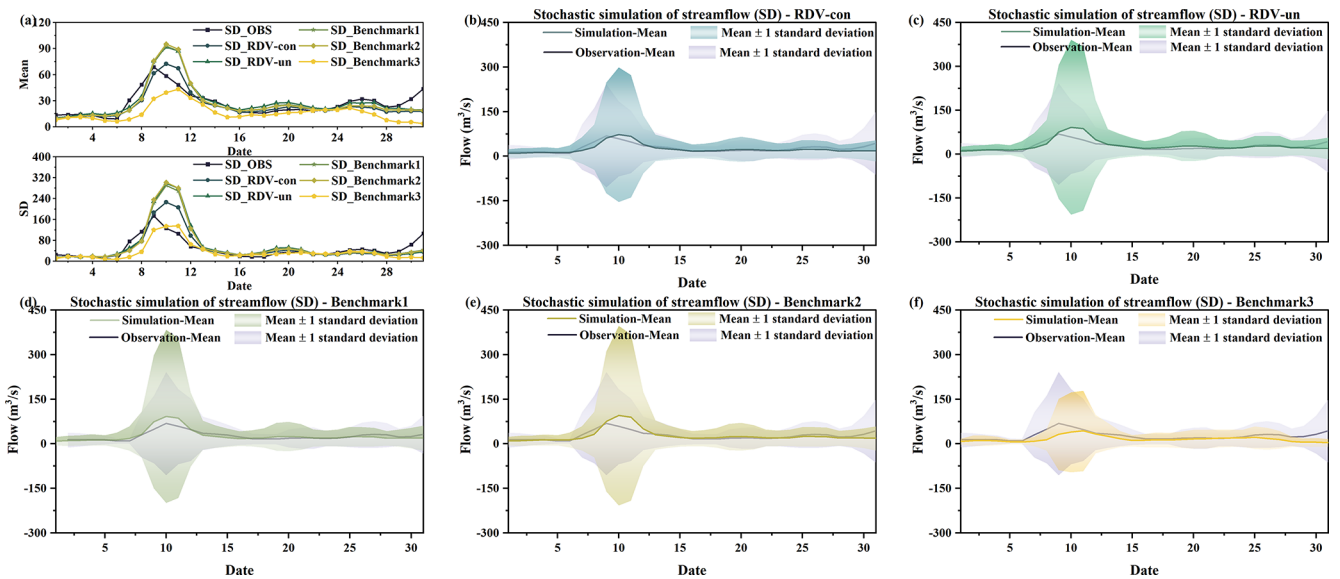 (a)
SD_OBS
SD_Benchmark1
SD_RDV-con
SD_Benchmark2
SD_RDV-un
SD_Benchmark3
Mean
120
90
60
30
0
4
8
12
16
20
24
28
Date
SD_OBS
SD_Benchmark1
SD_RDV-con
SD_Benchmark2
SD_RDV-un
SD_Benchmark3
SD
400
320
240
160
80
0
4
8
12
16
20
24
28
Date
(b)
Stochastic simulation of streamflow (SD) - RDV-con
Simulation-Mean
Mean ± 1 standard deviation
Observation-Mean
Mean ± 1 standard deviation
Flow (m³/s)
450
300
150
0
-150
-300
5
10
15
20
25
30
Date
(c)
Stochastic simulation of streamflow (SD) - RDV-un
Simulation-Mean
Mean ± 1 standard deviation
Observation-Mean
Mean ± 1 standard deviation
Flow (m³/s)
450
300
150
0
-150
-300
5
10
15
20
25
30
Date
(d)
Stochastic simulation of streamflow (SD) - Benchmark1
Simulation-Mean
Mean ± 1 standard deviation
Observation-Mean
Mean ± 1 standard deviation
Flow (m³/s)
450
300
150
0
-150
-300
5
10
15
20
25
30
Date
(e)
Stochastic simulation of streamflow (SD) - Benchmark2
Simulation-Mean
Mean ± 1 standard deviation
Observation-Mean
Mean ± 1 standard deviation
Flow (m³/s)
450
300
150
0
-150
-300
5
10
15
20
25
30
Date
(f)
Stochastic simulation of streamflow (SD) - Benchmark3
Simulation-Mean
Mean ± 1 standard deviation
Observation-Mean
Mean ± 1 standard deviation
Flow (m³/s)
450
300
150
0
-150
-300
5
10
15
20
25
30
Date